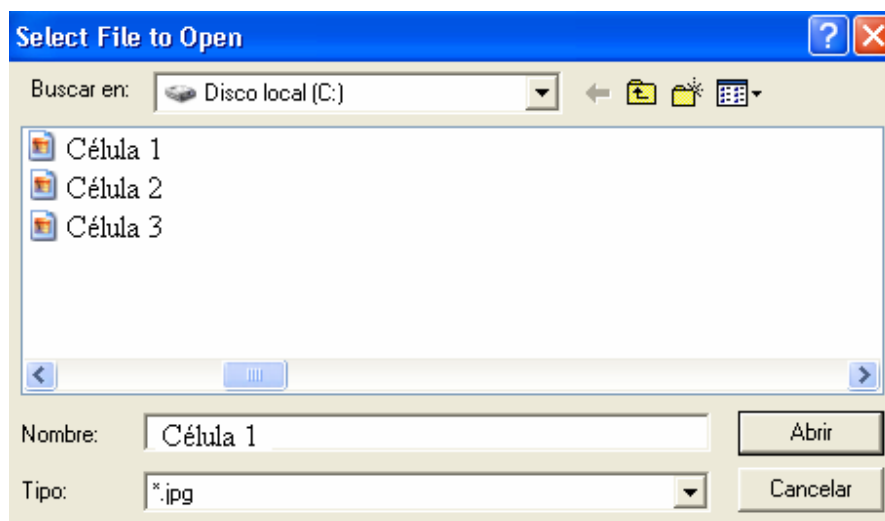 Select File to Open
Buscar en: Disco local (C:)
Célula 1
Célula 2
Célula 3
Nombre: Célula 1 Abrir
Tipo: *.jpg Cancelar